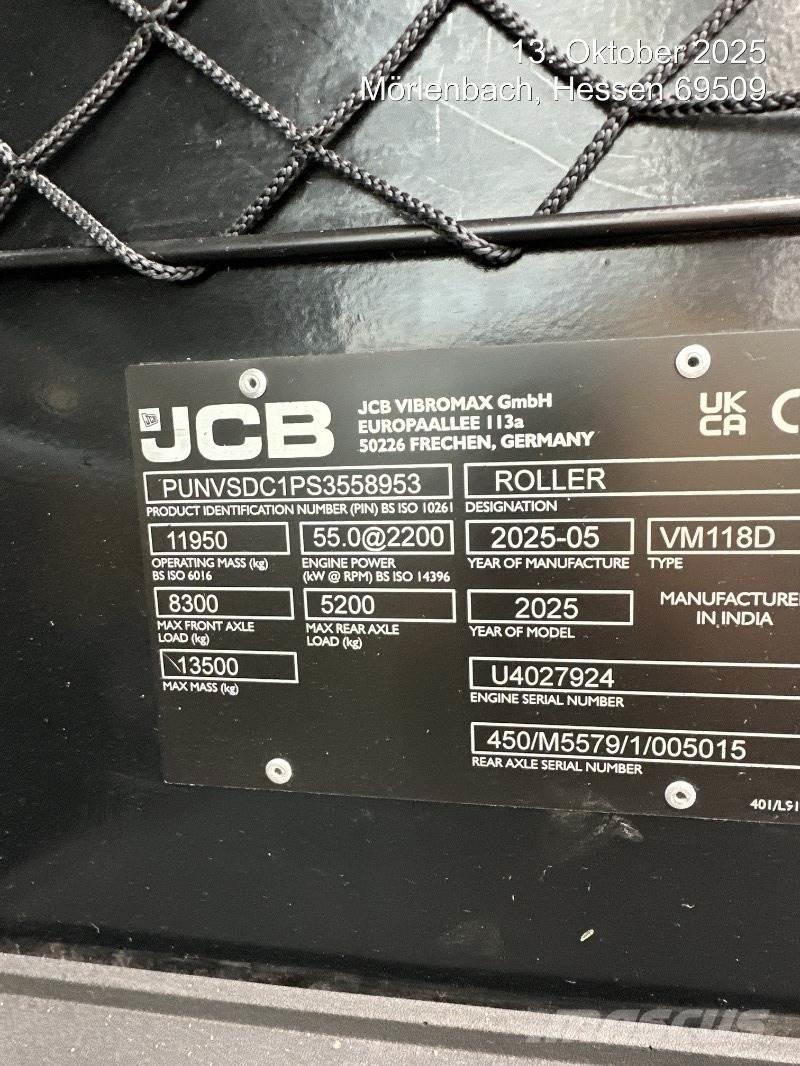 13. Oktober 2025
Mörlenbach, Hessen 69509
JCB
JCB VIBROMAX GmbH
EUROPAALLEE 113a
50226 FRECHEN, GERMANY
UK
CA
PUNVSDC1PS3558953
ROLLER
PRODUCT IDENTIFICATION NUMBER (PIN) BS ISO 10261
DESIGNATION
11950
55.0@2200
2025-05
VM118D
OPERATING MASS (kg)
BS ISO 6016
ENGINE POWER
(kW @ RPM) BS ISO 14396
YEAR OF MANUFACTURE
TYPE
8300
5200
2025
MANUFACTURE
IN INDIA
MAX FRONT AXLE
LOAD (kg)
MAX REAR AXLE
LOAD (kg)
YEAR OF MODEL
13500
MAX MASS (kg)
U4027924
ENGINE SERIAL NUMBER
450/M5579/1/005015
REAR AXLE SERIAL NUMBER
401/L91
MASCUS